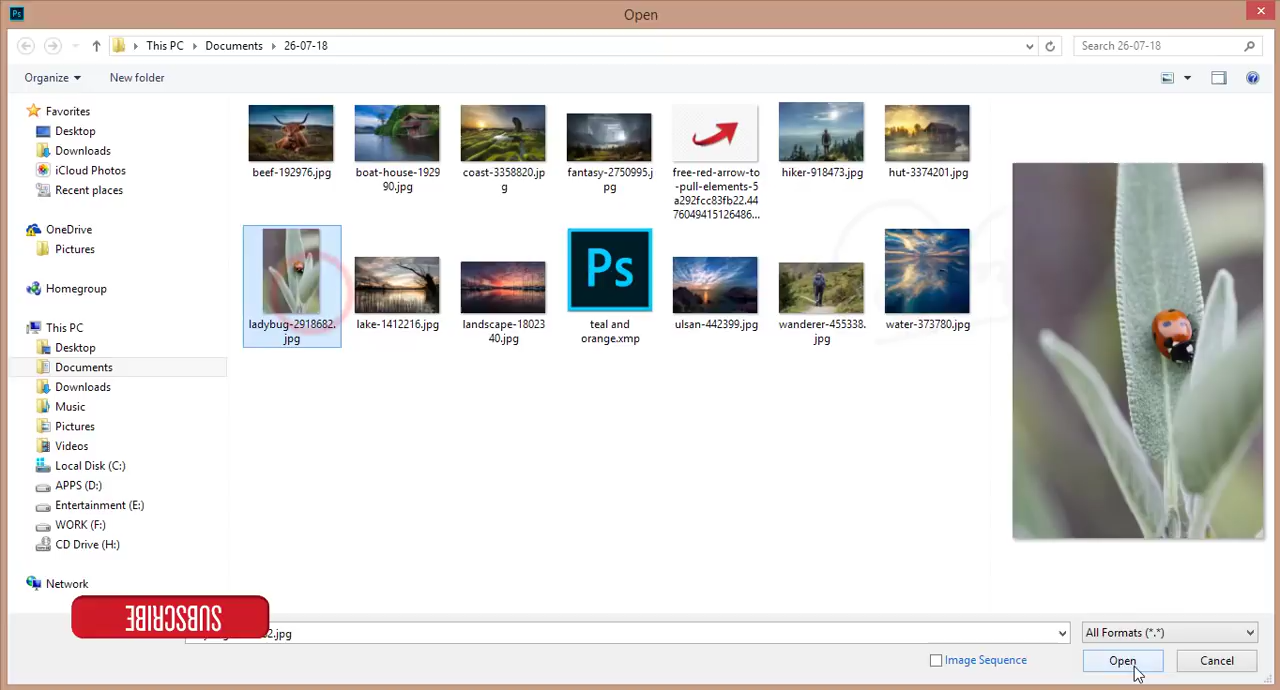 Ps
Open
This PC
Documents
26-07-18
Search 26-07-18
Organize
New folder
Favorites
Desktop
Downloads
iCloud Photos
Recent places
OneDrive
Pictures
Homegroup
This PC
Desktop
Documents
Downloads
Music
Pictures
Videos
Local Disk (C:)
APPS (D:)
Entertainment (E:)
WORK (F:)
CD Drive (H:)
Network
beef-192976.jpg
boat-house-1929
90.jpg
coast-3358820.jp
g
fantasy-2750995.j
pg
free-red-arrow-to
-pull-elements-5
a292fcc83fb22.44
76049415126486...
hiker-918473.jpg
hut-3374201.jpg
ladybug-2918682.
jpg
lake-1412216.jpg
landscape-18023
40.jpg
Ps
teal and
orange.xmp
ulsan-442399.jpg
wanderer-455338.
jpg
water-373780.jpg
SUBSCRIBE
2.jpg
All Formats (*.*)
Image Sequence
Open
Cancel